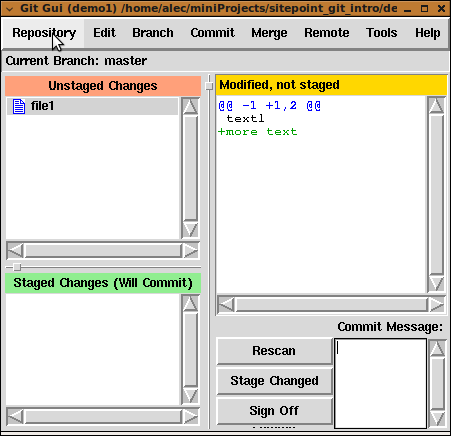 Git Gui (demo1) /home/alec/miniProjects/sitepoint_git_intro/de
Repository Edit Branch Commit Merge Remote Tools Help
Current Branch: master
Unstaged Changes
file1
Modified, not staged
@@ -1 +1,2 @@
text1
+more text
Staged Changes (Will Commit)
Commit Message:
Rescan
Stage Changed
Sign Off